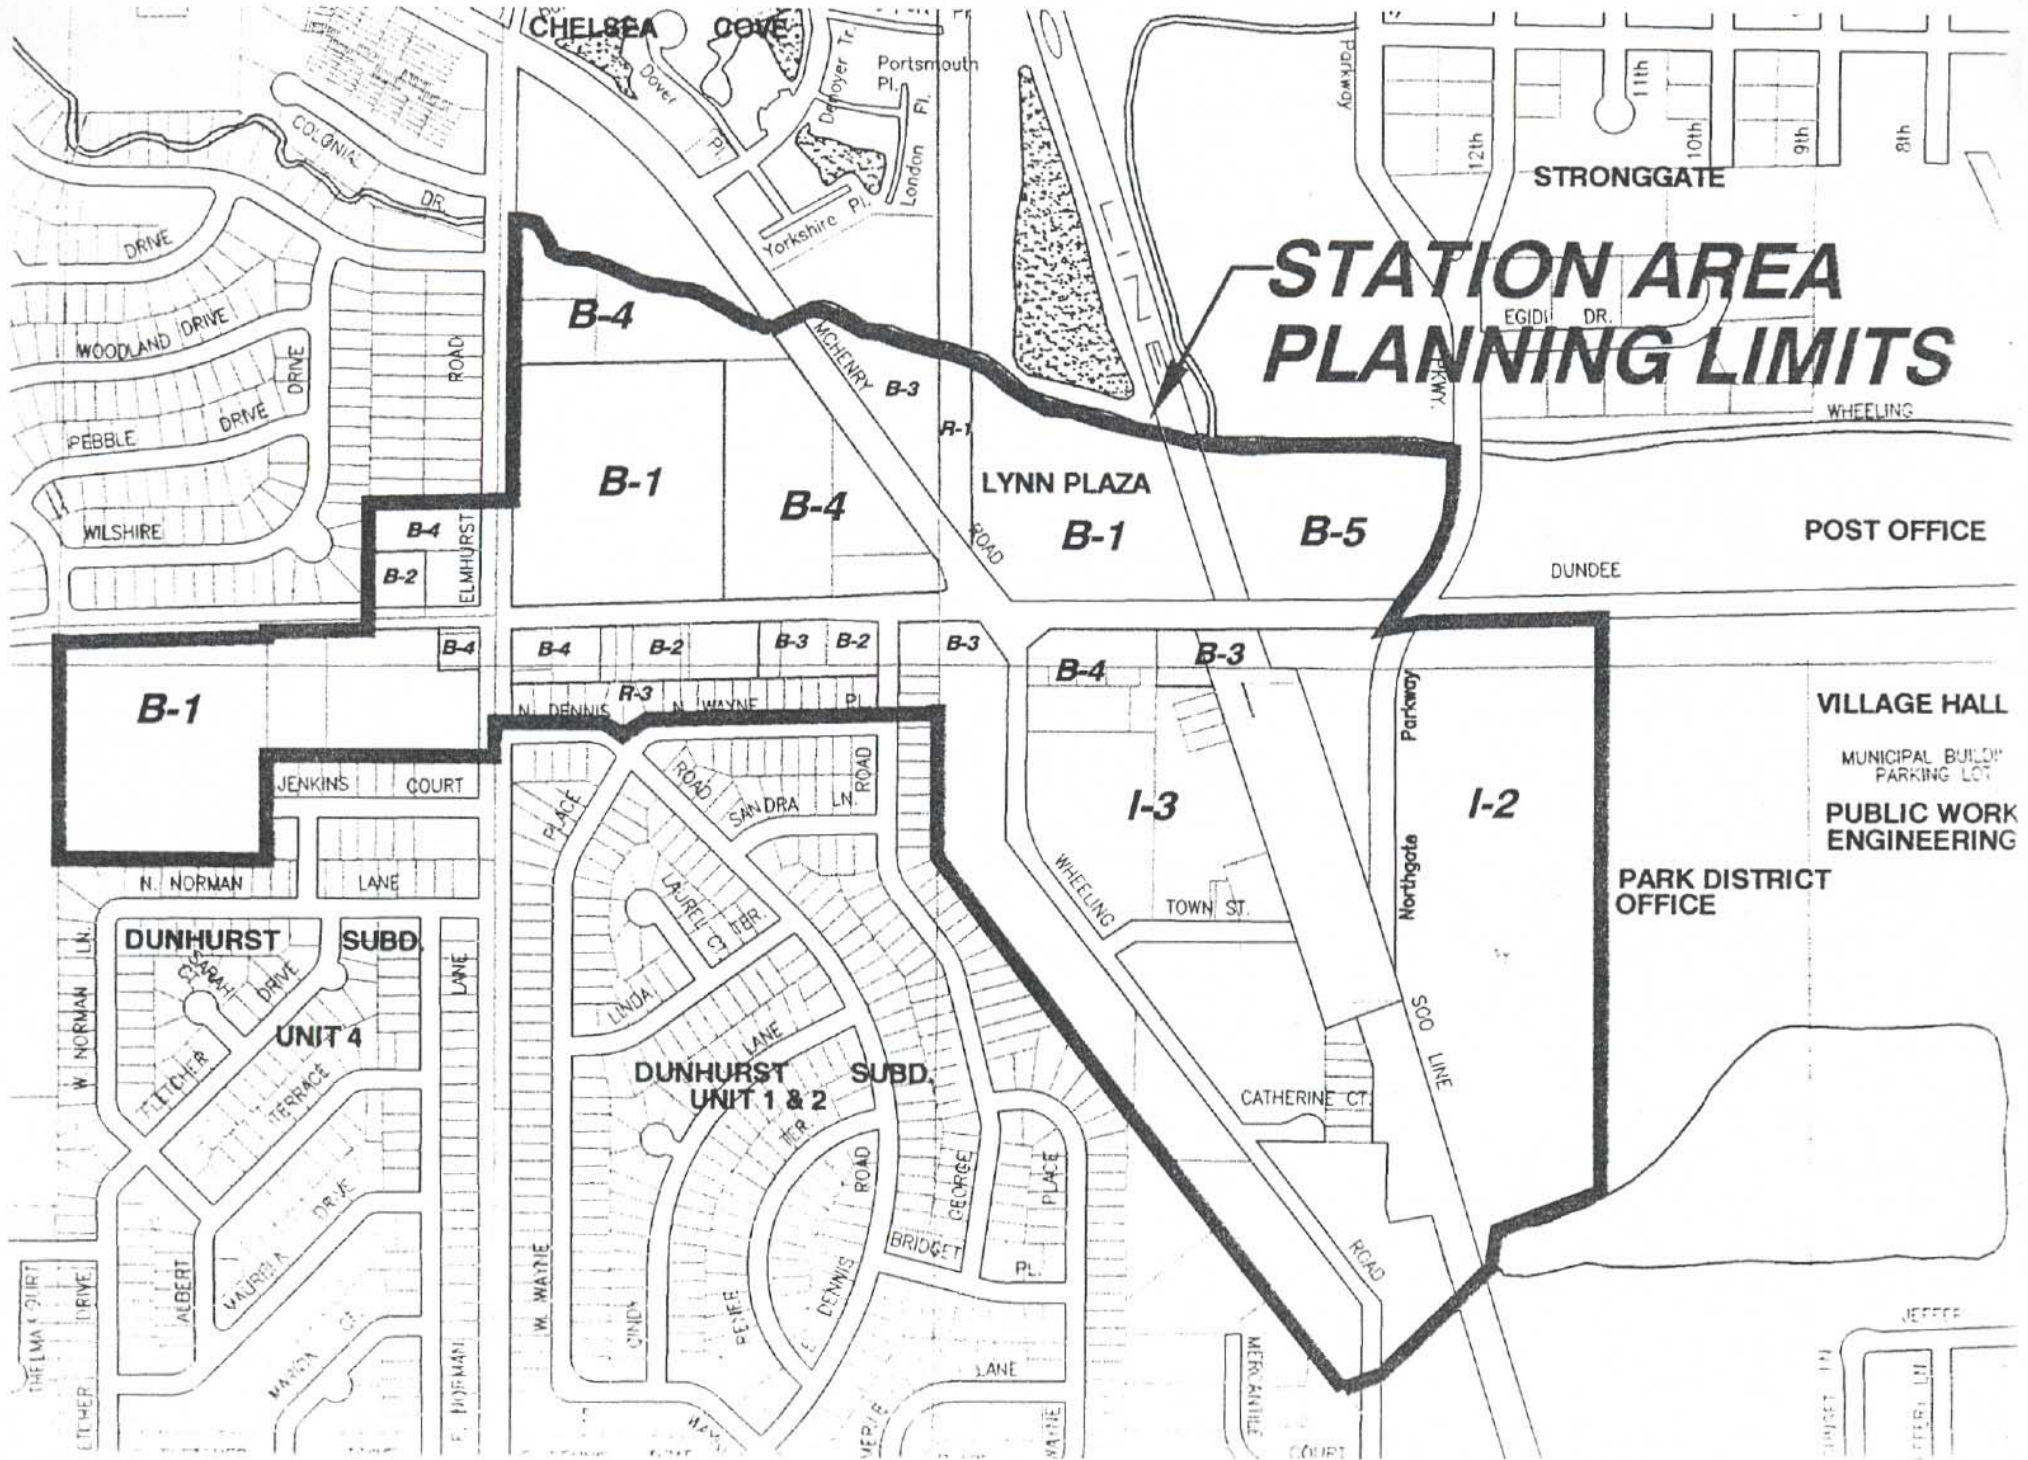 CHELSEA COVE
Dover
Pl.
Demoyer Tr.
Portsmouth
Pl.
London Pl.
Yorkshire Pl.
Parkway
12th
11th
10th
9th
8th
STRONGGATE
COLONIAL
DR.
DRIVE
WOODLAND DRIVE
DRIVE
PEBBLE DRIVE
WILSHIRE
ROAD
ELMHURST
LINE
STATION AREA
PLANNING LIMITS
EGIDI DR.
PKWY.
WHEELING
B-4
MCHENRY
B-3
R-1
B-1
B-4
LYNN PLAZA
B-1
B-5
ROAD
POST OFFICE
DUNDEE
B-4
B-2
B-4
B-4
B-2
B-3
B-2
B-3
B-4
B-3
R-3
N. DENNIS
N. WAYNE
PL.
B-1
JENKINS COURT
N. NORMAN LANE
Parkway
Northgate
I-3
I-2
VILLAGE HALL
MUNICIPAL
PARKING LOT
PUBLIC WORK
ENGINEERING
PARK DISTRICT
OFFICE
PLACE
ROAD
SANDRA LN.
ROAD
LAURELL CT.
TER.
LINDA
WHEELING
TOWN ST.
DUNHURST SUBD.
SARAH
DRIVE
UNIT 4
FLETCHER
TERRACE
W. NORMAN LN.
LANE
LANE
DUNHURST SUBD.
UNIT 1 & 2
TER.
SOO LINE
CATHERINE CT.
ROAD
ROAD
GEORGE
PLACE
BRIDGET
PL.
DRIVE
ALBERT
W. WAYNE
CINDY
RENEE
E. DENNIS
LANE
DRIVE
MERCANTILE
COURT